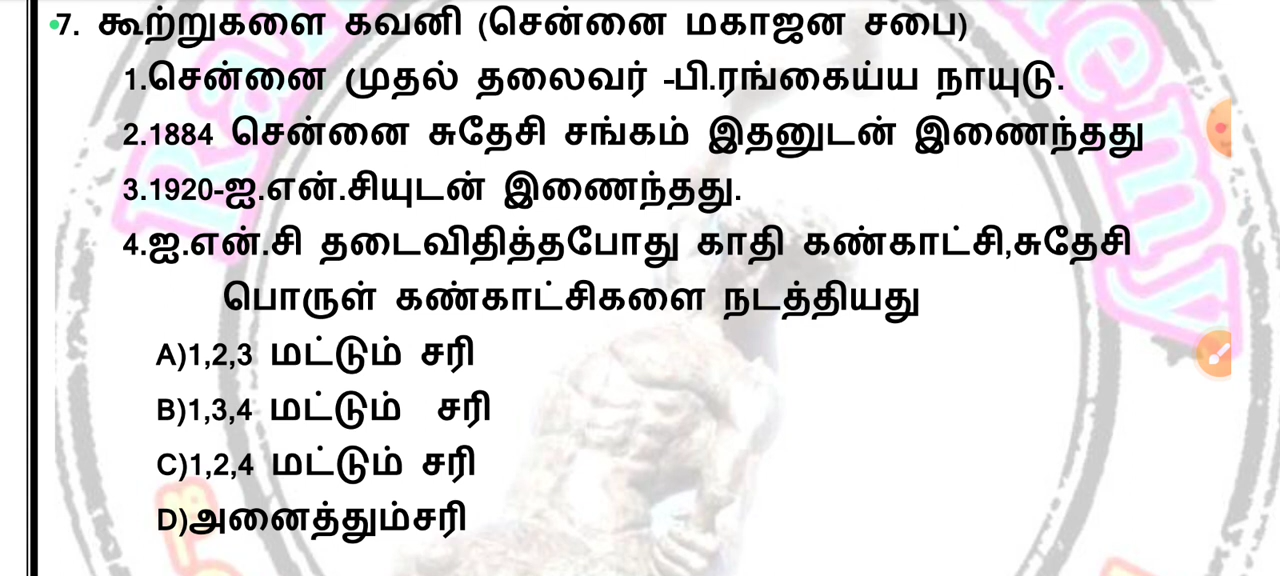 7. கூற்றுகளை கவனி (சென்னை மகாஜன சபை)
1.சென்னை முதல் தலைவர் -பி.ரங்கைய்ய நாயுடு.
2.1884 சென்னை சுதேசி சங்கம் இதனுடன் இணைந்தது
3.1920-ஐ.என்.சியுடன் இணைந்தது.
4.ஐ.என்.சி தடைவிதித்தபோது காதி கண்காட்சி,சுதேசி
பொருள் கண்காட்சிகளை நடத்தியது
A)1,2,3 மட்டும் சரி
B)1,3,4 மட்டும் சரி
C)1,2,4 மட்டும் சரி
D)அனைத்தும்சரி